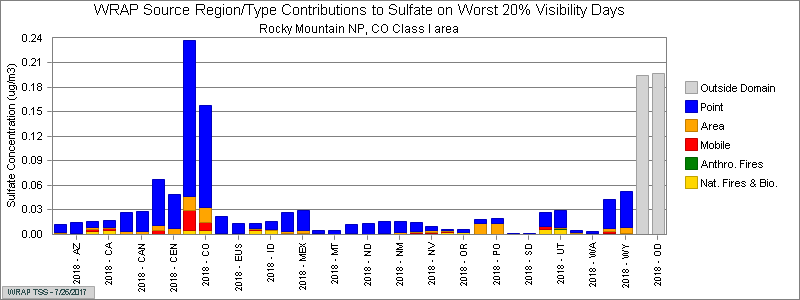 WRAP Source Region/Type Contributions to Sulfate on Worst 20% Visibility Days
Rocky Mountain NP, CO Class I area
Sulfate Concentration (ug/m3)
0.24
0.21
0.18
0.15
0.12
0.09
0.06
0.03
0.00
2018 - AZ
2018 - CA
2018 - CAN
2018 - CEN
2018 - CO
2018 - EUS
2018 - ID
2018 - MEX
2018 - MT
2018 - ND
2018 - NM
2018 - NV
2018 - OR
2018 - PO
2018 - SD
2018 - UT
2018 - WA
2018 - WY
2018 - OD
Outside Domain
Point
Area
Mobile
Anthro. Fires
Nat. Fires & Bio.
WRAP TSS - 7/26/2017